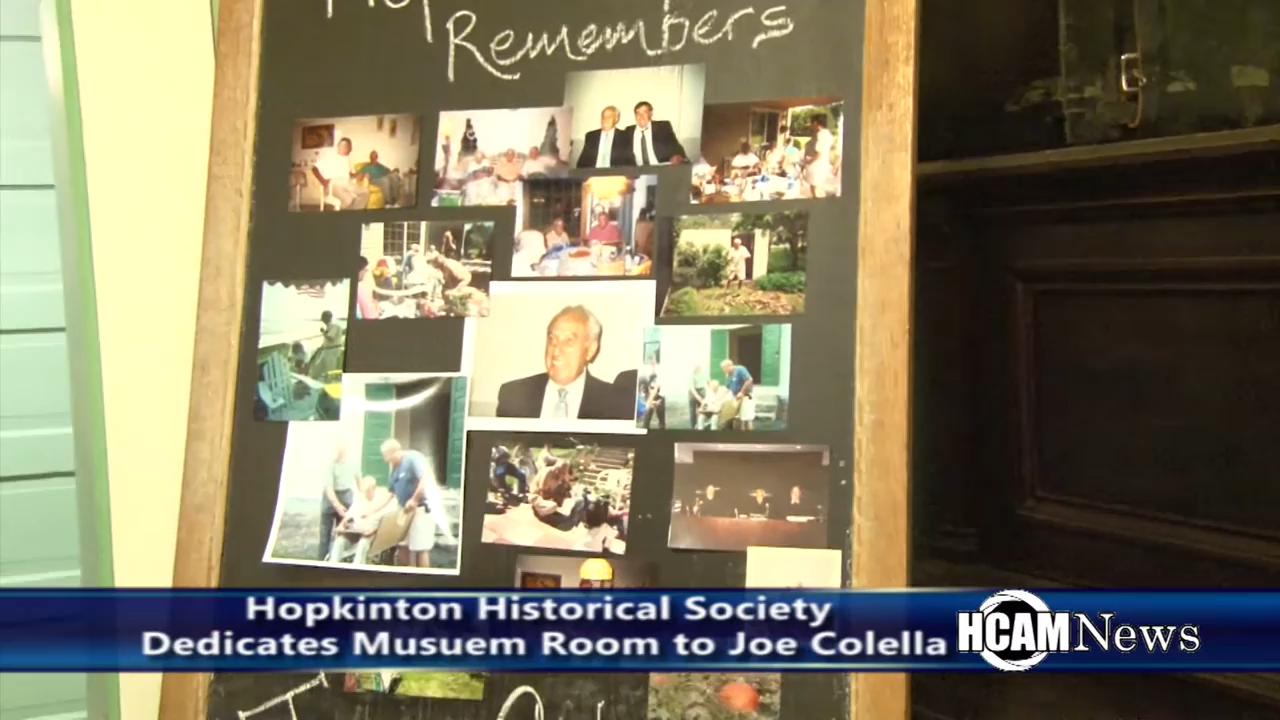 Remembers
Hopkinton Historical Society
Dedicates Musuem Room to Joe Colella
HCAM News